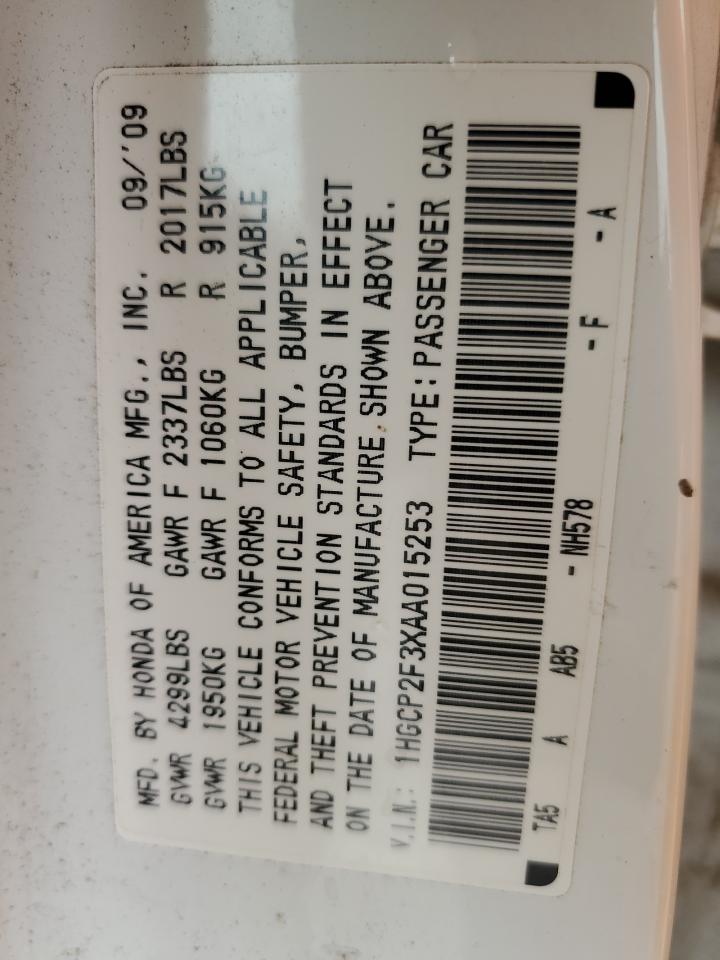 MFD. BY HONDA OF AMERICA MFG., INC. 09/'09
GVWR 4299LBS GAWR F 2337LBS R 2017LBS
GVWR 1950KG GAWR F 1060KG R 915KG
THIS VEHICLE CONFORMS TO ALL APPLICABLE
FEDERAL MOTOR VEHICLE SAFETY, BUMPER,
AND THEFT PREVENTION STANDARDS IN EFFECT
ON THE DATE OF MANUFACTURE SHOWN ABOVE.
V.I.N.: 1HGCP2F3XAA015253 TYPE: PASSENGER CAR
TA5 A AB5 - NH578 - F - A